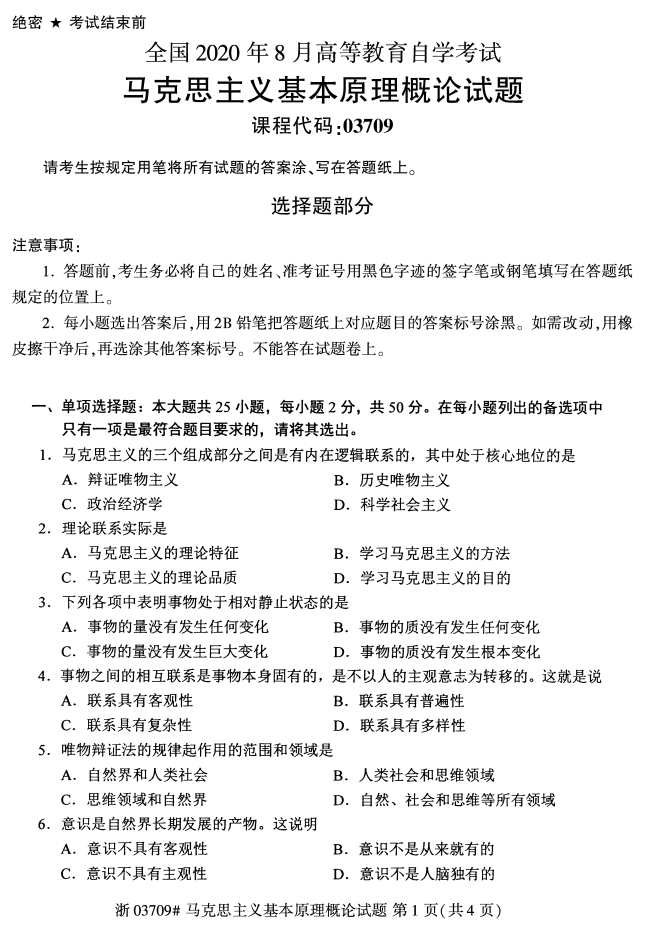 绝密 ★ 考试结束前
全国 2020 年 8 月高等教育自学考试
马克思主义基本原理概论试题
课程代码:03709
请考生按规定用笔将所有试题的答案涂、写在答题纸上。
选择题部分
注意事项:
1. 答题前,考生务必将自己的姓名、准考证号用黑色字迹的签字笔或钢笔填写在答题纸
规定的位置上。
2. 每小题选出答案后,用 2B 铅笔把答题纸上对应题目的答案标号涂黑。如需改动,用橡
皮擦干净后,再选涂其他答案标号。不能答在试题卷上。
一、单项选择题：本大题共 25 小题，每小题 2 分，共 50 分。在每小题列出的备选项中
只有一项是最符合题目要求的，请将其选出。
1．马克思主义的三个组成部分之间是有内在逻辑联系的，其中处于核心地位的是
A．辩证唯物主义 B．历史唯物主义
C．政治经济学 D．科学社会主义
2．理论联系实际是
A．马克思主义的理论特征 B．学习马克思主义的方法
C．马克思主义的理论品质 D．学习马克思主义的目的
3．下列各项中表明事物处于相对静止状态的是
A．事物的量没有发生任何变化 B．事物的质没有发生任何变化
C．事物的量没有发生巨大变化 D．事物的质没有发生根本变化
4．事物之间的相互联系是事物本身固有的，是不以人的主观意志为转移的。这就是说
A．联系具有客观性 B．联系具有普遍性
C．联系具有复杂性 D．联系具有多样性
5．唯物辩证法的规律起作用的范围和领域是
A．自然界和人类社会 B．人类社会和思维领域
C．思维领域和自然界 D．自然、社会和思维等所有领域
6．意识是自然界长期发展的产物。这说明
A．意识不具有客观性 B．意识不是从来就有的
C．意识不具有主观性 D．意识不是人脑独有的
浙 03709# 马克思主义基本原理概论试题 第 1 页(共 4 页)